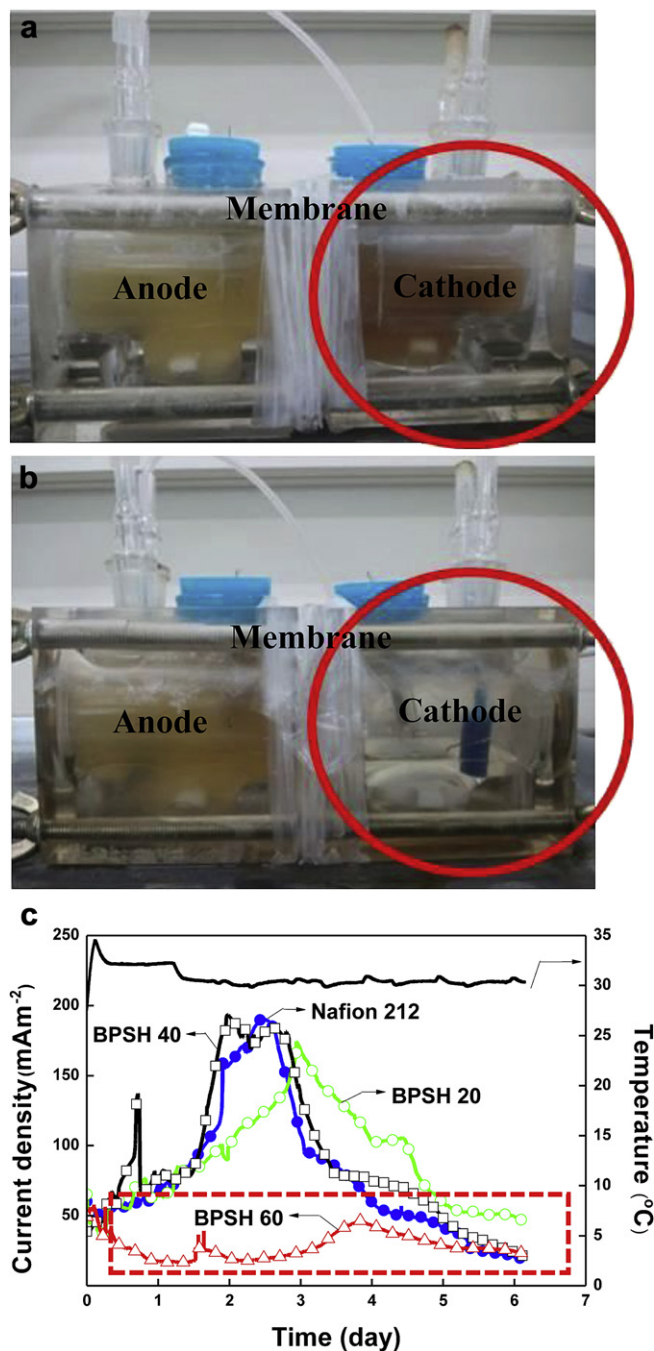 a
Membrane
Anode
Cathode
b
Membrane
Anode
Cathode
c
250
200
150
100
50
0
Current density(mAm-2)
35
30
25
20
15
10
5
0
Temperature (°C)
Nafion 212
BPSH 40
BPSH 20
BPSH 60
0 1 2 3 4 5 6 7
Time (day)